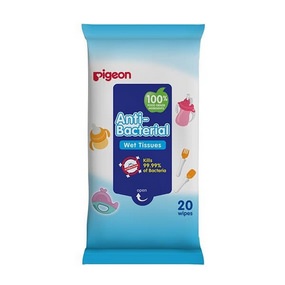 pigeon
100%
Anti-
Bacterial
Wet Tissues
Kills
99.99%
of Bacteria
open
20
wipes